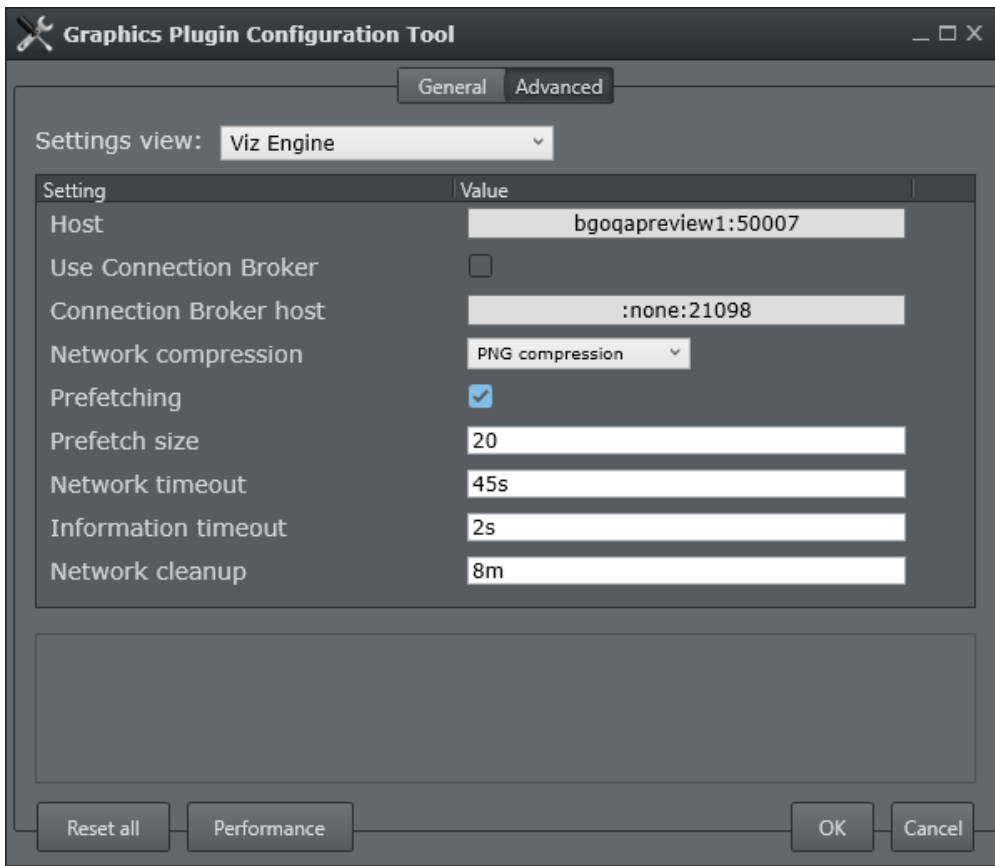 Graphics Plugin Configuration Tool
General Advanced
Settings view: Viz Engine
Setting Value
Host bgoqapreview1:50007
Use Connection Broker
Connection Broker host :none:21098
Network compression PNG compression
Prefetching
Prefetch size 20
Network timeout 45s
Information timeout 2s
Network cleanup 8m
Reset all Performance OK Cancel